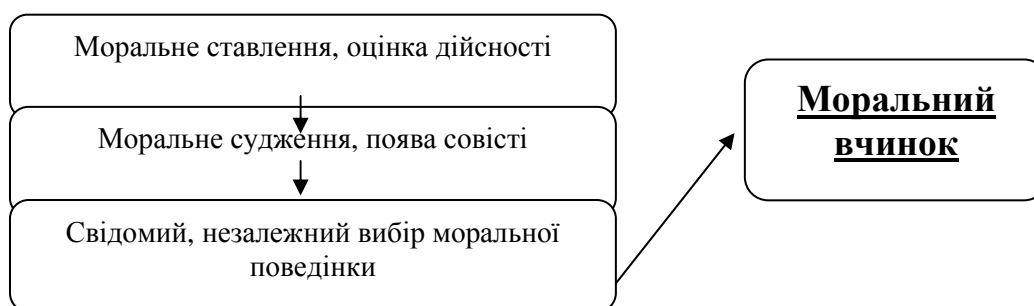 Моральне ставлення, оцінка дійсності
Моральне судження, поява совісті
Свідомий, незалежний вибір моральної
поведінки
Моральний
вчинок